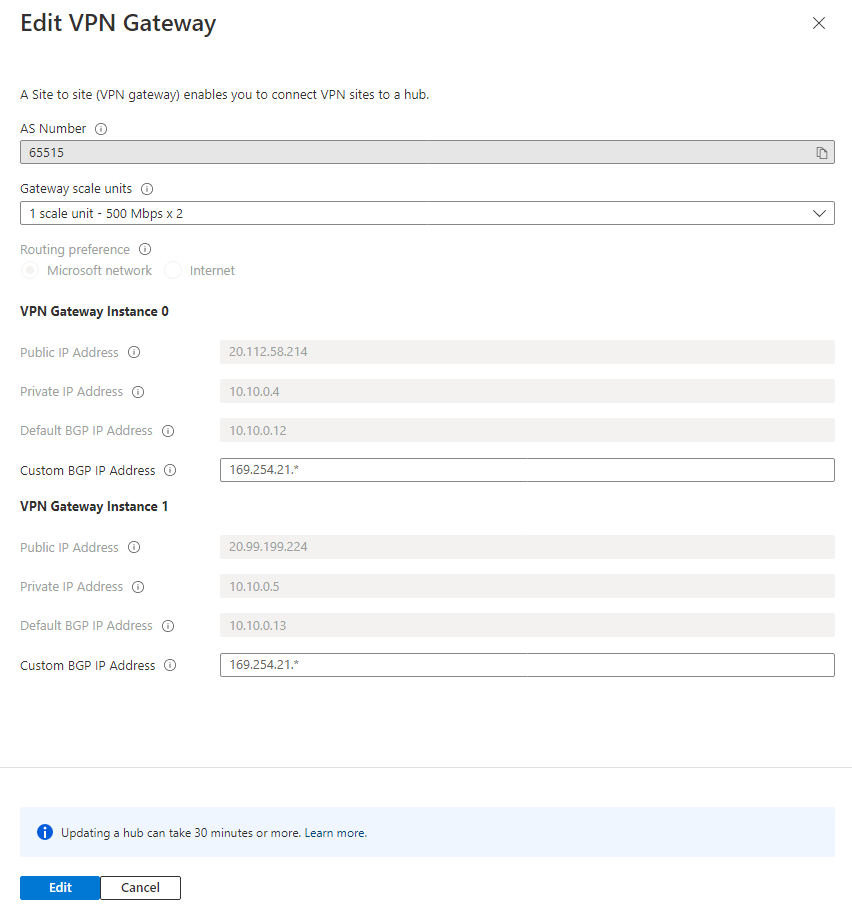 Edit VPN Gateway
A Site to site (VPN gateway) enables you to connect VPN sites to a hub.
AS Number
65515
Gateway scale units
1 scale unit - 500 Mbps x 2
Routing preference
Microsoft network Internet
VPN Gateway Instance 0
Public IP Address 20.112.58.214
Private IP Address 10.10.0.4
Default BGP IP Address 10.10.0.12
Custom BGP IP Address 169.254.21.*
VPN Gateway Instance 1
Public IP Address 20.99.199.224
Private IP Address 10.10.0.5
Default BGP IP Address 10.10.0.13
Custom BGP IP Address 169.254.21.*
Updating a hub can take 30 minutes or more. Learn more.
Edit Cancel